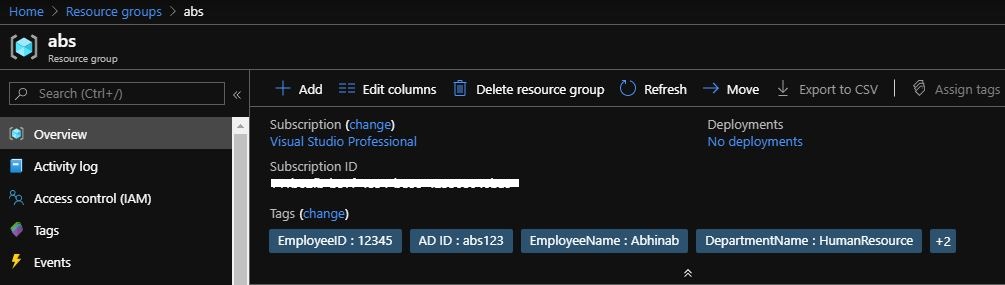 Home > Resource groups > abs
abs
Resource group
Search (Ctrl+/)
«
Add
Edit columns
Delete resource group
Refresh
Move
Export to CSV
Assign tags
Overview
Activity log
Access control (IAM)
Tags
Events
Subscription (change)
Visual Studio Professional
Deployments
No deployments
Subscription ID
Tags (change)
EmployeeID : 12345
AD ID : abs123
EmployeeName : Abhinab
DepartmentName : HumanResource
+2